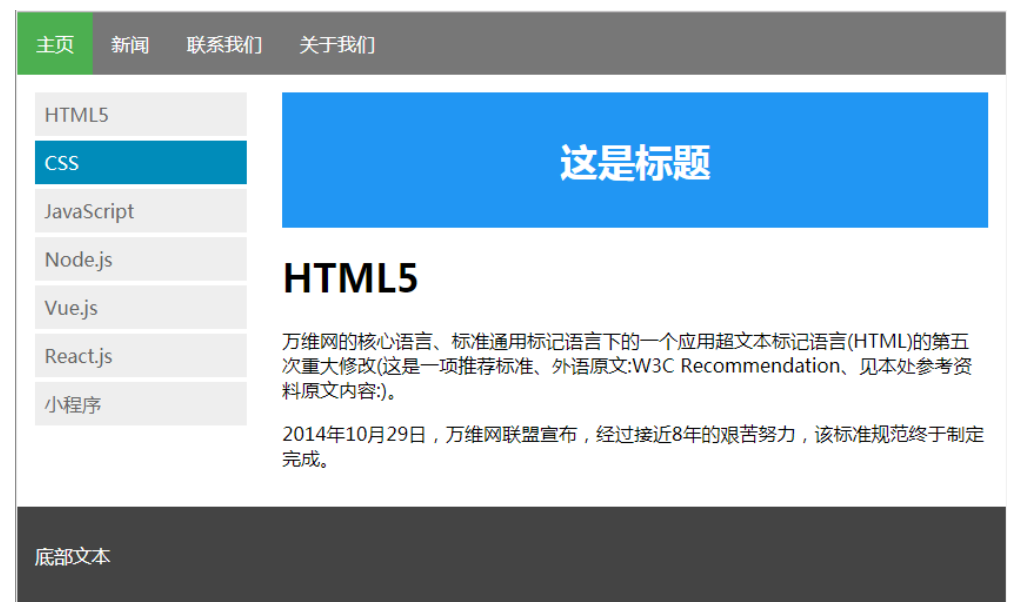 主页 新闻 联系我们 关于我们
HTML5
CSS
JavaScript
Node.js
Vue.js
React.js
小程序
这是标题
HTML5
万维网的核心语言、标准通用标记语言下的一个应用超文本标记语言(HTML)的第五
次重大修改(这是一项推荐标准、外语原文:W3C Recommendation、见本处参考资
料原文内容:)。
2014年10月29日，万维网联盟宣布，经过接近8年的艰苦努力，该标准规范终于制定
完成。
底部文本